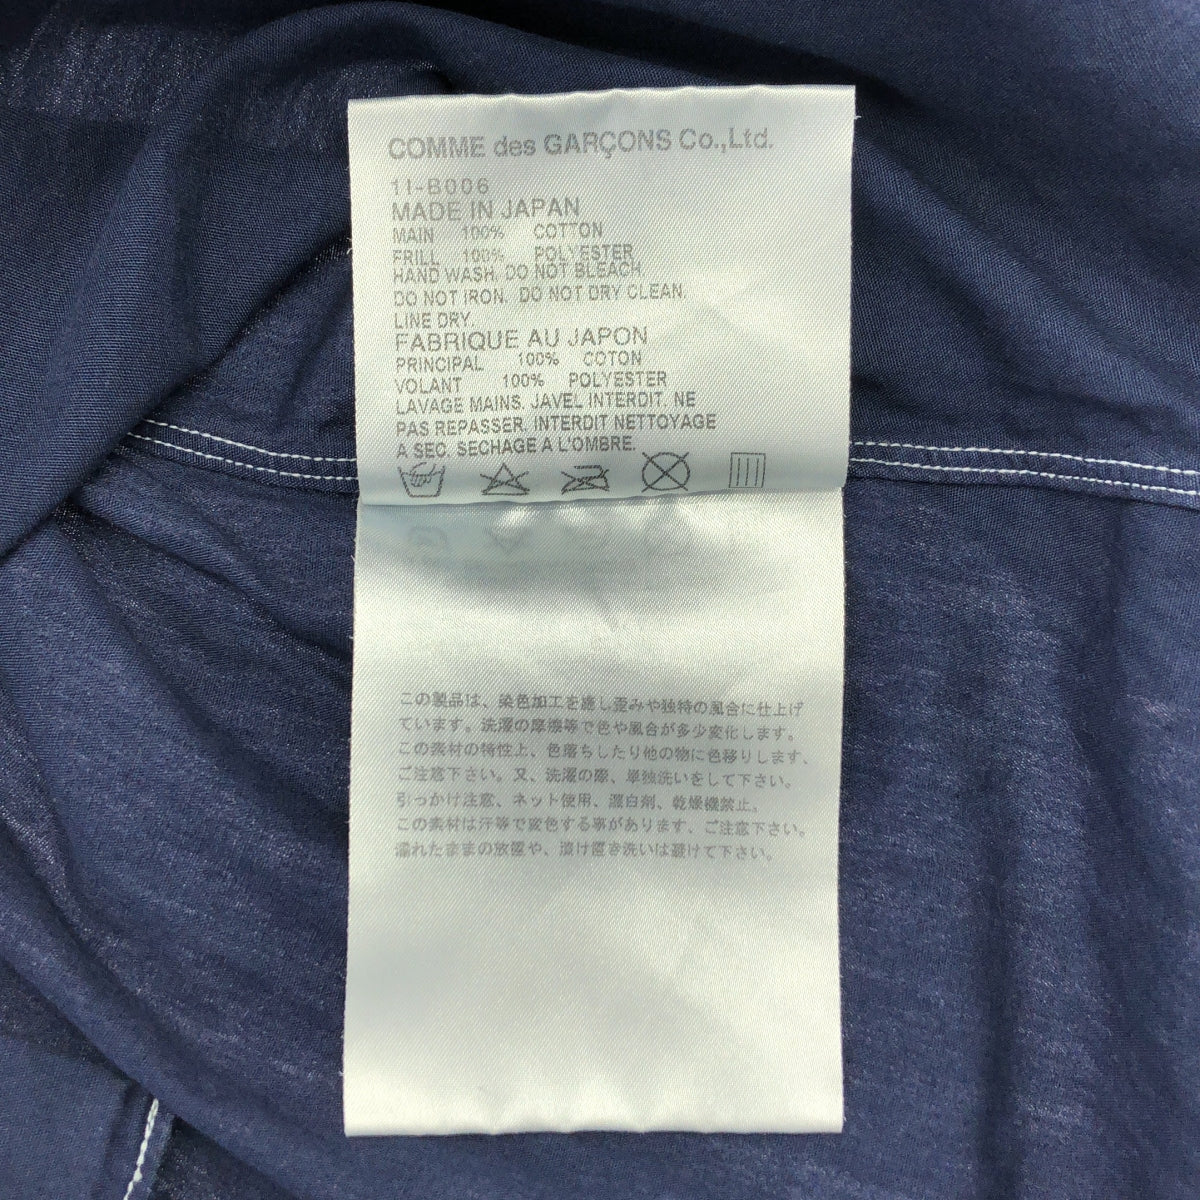 COMME des GARÇONS Co.,Ltd.
1I-B006
MADE IN JAPAN
MAIN 100% COTTON
FRILL 100% POLYESTER
HAND WASH. DO NOT BLEACH.
DO NOT IRON. DO NOT DRY CLEAN.
LINE DRY.
FABRIQUE AU JAPON
PRINCIPAL 100% COTON
VOLANT 100% POLYESTER
LAVAGE MAINS. JAVEL INTERDIT. NE
PAS REPASSER. INTERDIT NETTOYAGE
A SEC. SECHAGE A L'OMBRE.
この製品は、染色加工を施し歪みや独特の風合に仕上げ
ています。洗濯の摩擦等で色や風合が多少変化します。
この素材の特性上、色落ちしたり他の物に色移りします、
ご注意下さい。又、洗濯の際、単独洗いをして下さい。
引っかけ注意、ネット使用、漂白剤、乾燥機禁止。
この素材は汗等で変色する事があります、ご注意下さい。
濡れたままの放置や、漬け置き洗いは避けて下さい。